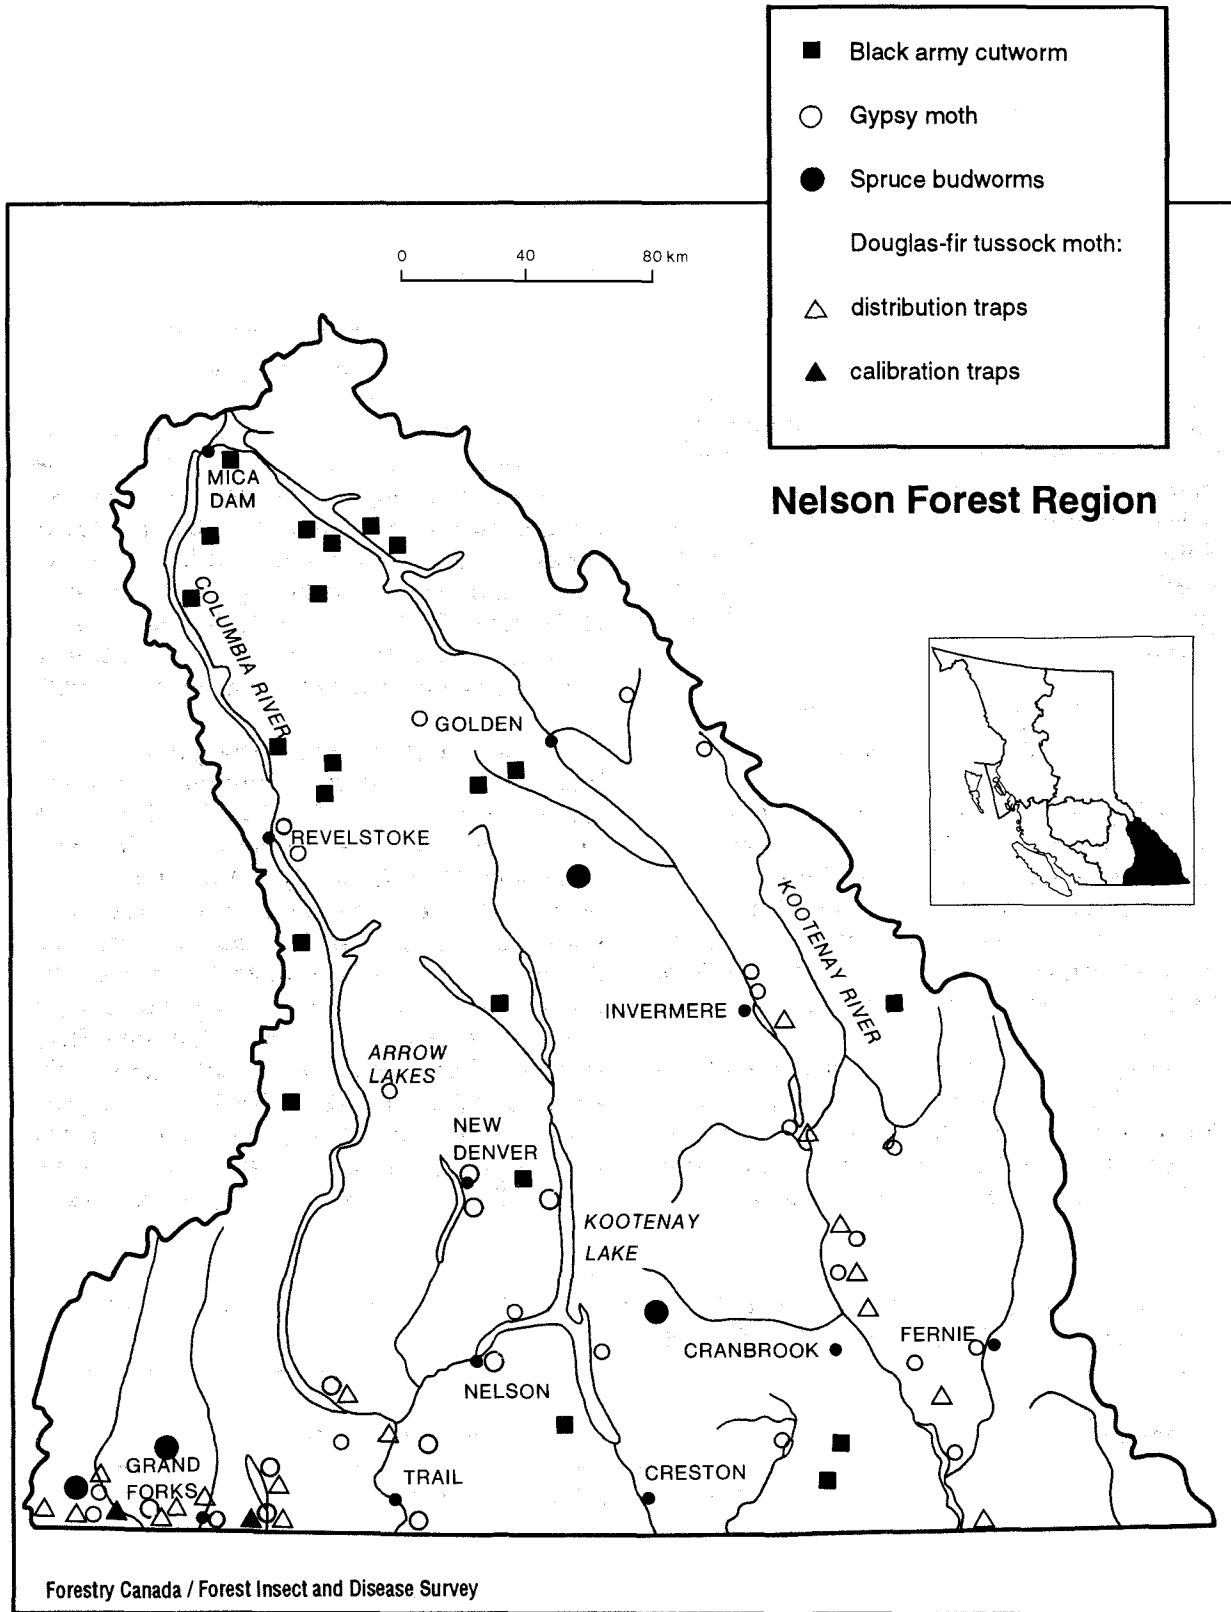 Black army cutworm
Gypsy moth
Spruce budworms
Douglas-fir tussock moth:
distribution traps
calibration traps
0 40 80 km
Nelson Forest Region
MICA
DAM
COLUMBIA RIVER
GOLDEN
REVELSTOKE
KOOTENAY RIVER
INVERMERE
ARROW
LAKES
NEW
DENVER
KOOTENAY
LAKE
FERNIE
CRANBROOK
NELSON
GRAND
FORKS
TRAIL
CRESTON
Forestry Canada / Forest Insect and Disease Survey